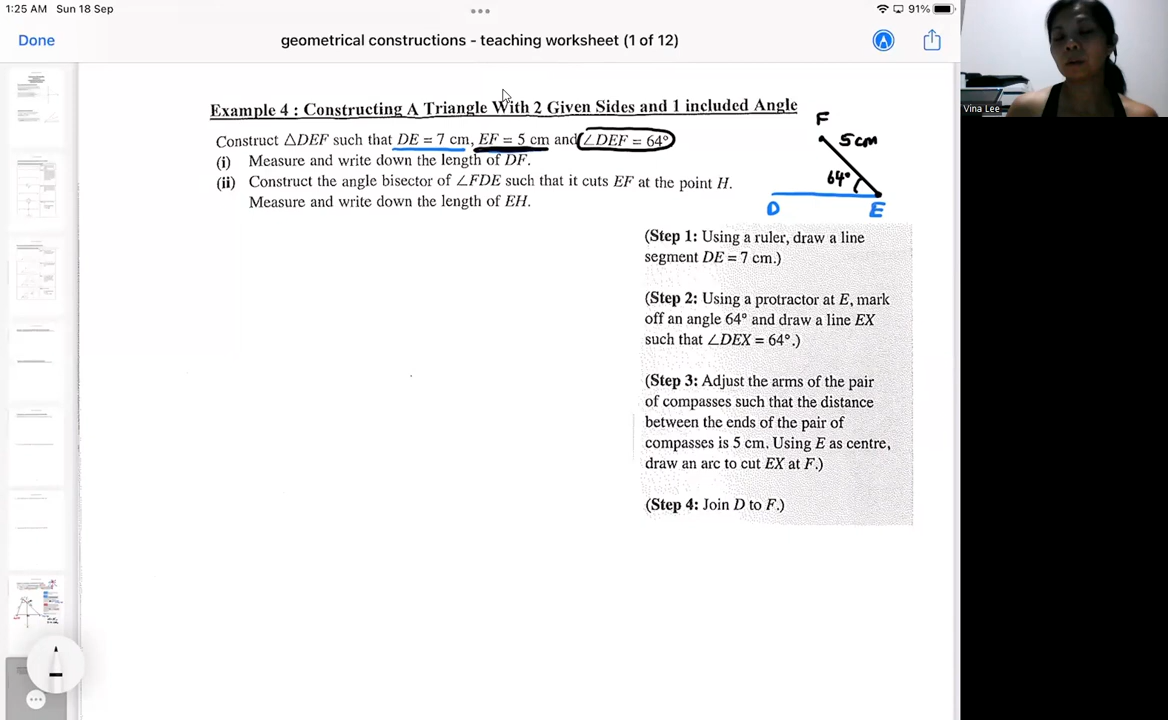 1:25 AM Sun 18 Sep
91%
Done
geometrical constructions - teaching worksheet (1 of 12)
Vina Lee
Example 4 : Constructing A Triangle With 2 Given Sides and 1 included Angle
Construct △DEF such that DE = 7 cm, EF = 5 cm and ∠DEF = 64°
(i) Measure and write down the length of DF.
(ii) Construct the angle bisector of ∠FDE such that it cuts EF at the point H.
Measure and write down the length of EH.
F
5cm
64°
D
E
(Step 1: Using a ruler, draw a line
segment DE = 7 cm.)
(Step 2: Using a protractor at E, mark
off an angle 64° and draw a line EX
such that ∠DEX = 64°.)
(Step 3: Adjust the arms of the pair
of compasses such that the distance
between the ends of the pair of
compasses is 5 cm. Using E as centre,
draw an arc to cut EX at F.)
(Step 4: Join D to F.)